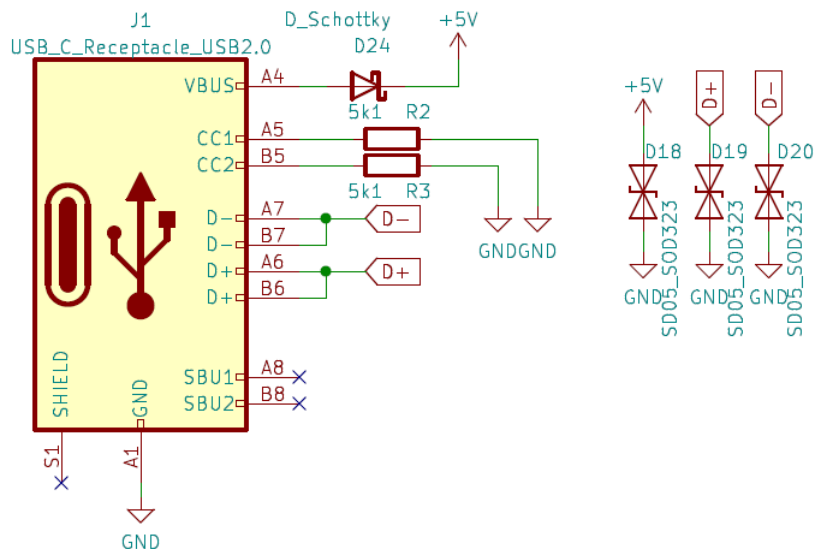 J1
USB_C_Receptacle_USB2.0
VBUS
A4
CC1
A5
CC2
B5
D-
A7
D-
B7
D+
A6
D+
B6
SBU1
A8
SBU2
B8
SHIELD
GND
S1
A1
GND
D_Schottky
D24
+5V
5k1
R2
5k1
R3
D-
D+
GND
GND
+5V
D+
D-
D18
D19
D20
SD05_SOD323
SD05_SOD323
SD05_SOD323
GND
GND
GND